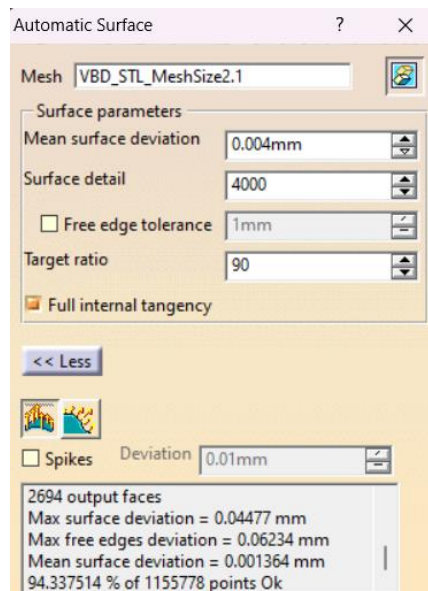 Automatic Surface ? ×
Mesh VBD_STL_MeshSize2.1
Surface parameters
Mean surface deviation 0.004mm
Surface detail 4000
Free edge tolerance 1mm
Target ratio 90
Full internal tangency
<< Less
Spikes Deviation 0.01mm
2694 output faces
Max surface deviation = 0.04477 mm
Max free edges deviation = 0.06234 mm
Mean surface deviation = 0.001364 mm
94.337514 % of 1155778 points Ok